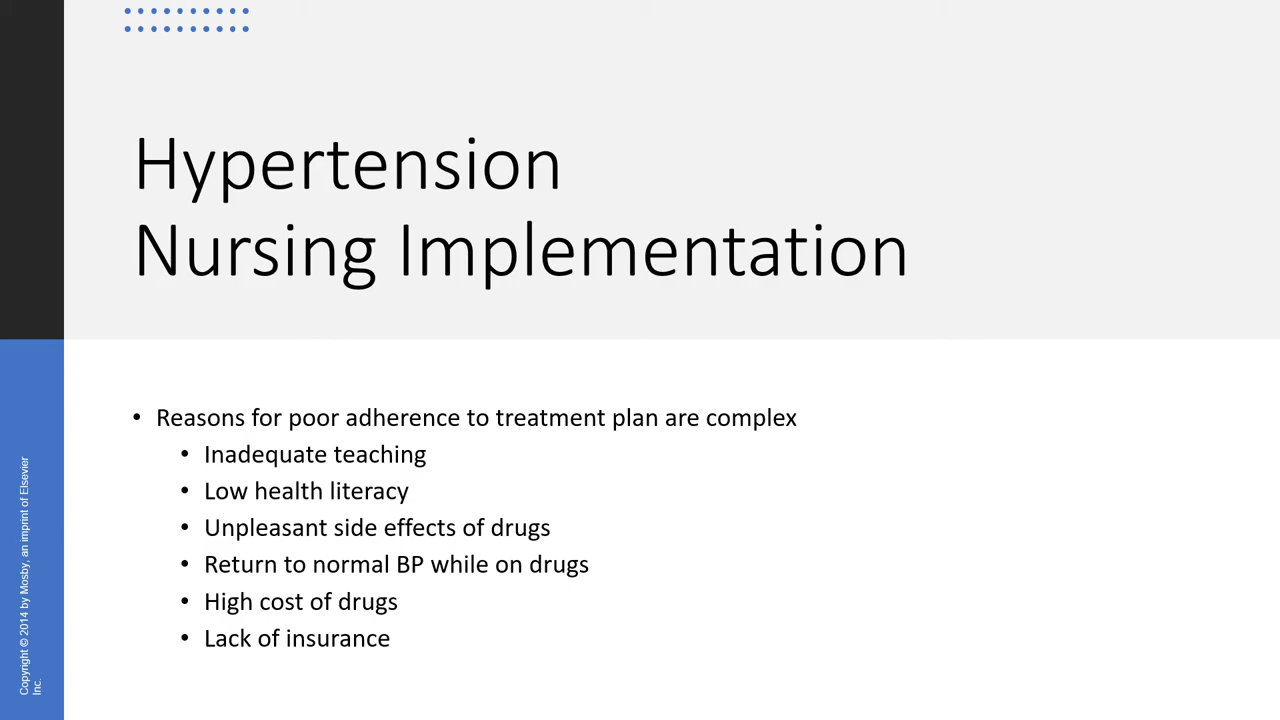 Hypertension
Nursing Implementation
• Reasons for poor adherence to treatment plan are complex
• Inadequate teaching
• Low health literacy
• Unpleasant side effects of drugs
• Return to normal BP while on drugs
• High cost of drugs
• Lack of insurance
Copyright © 2014 by Mosby, an imprint of Elsevier
Inc.